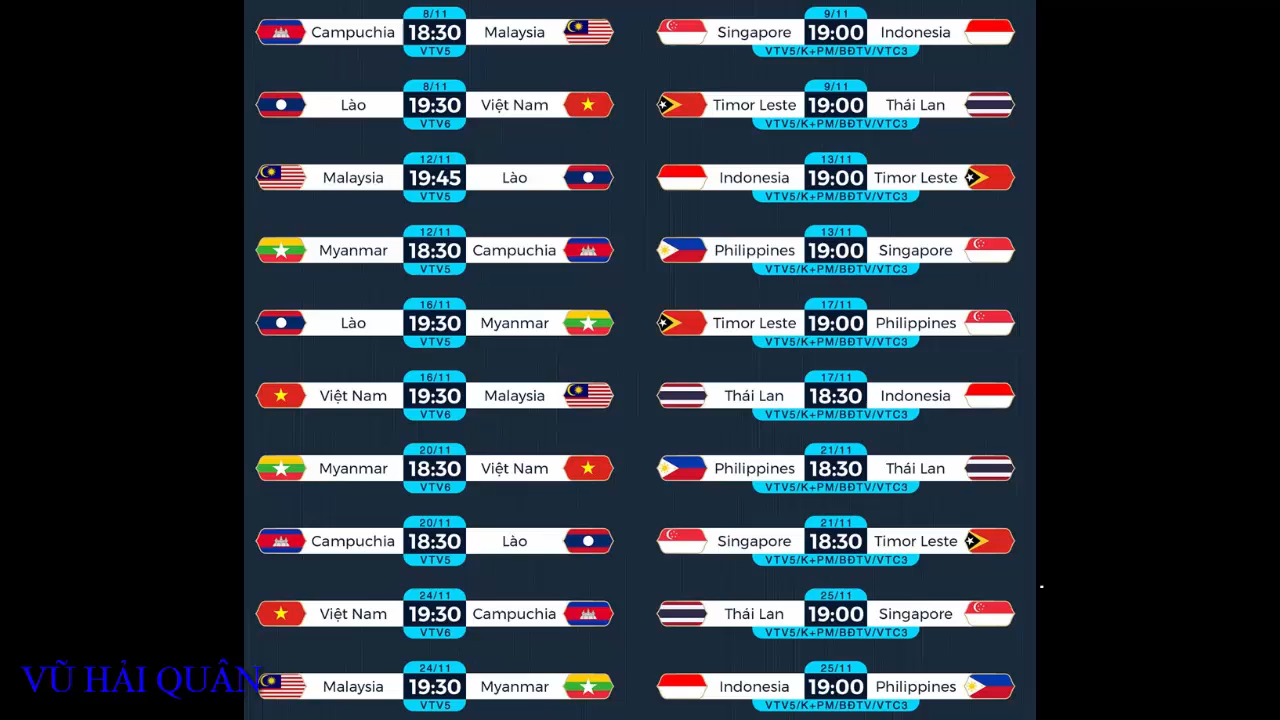 8/11
Campuchia 18:30 Malaysia
VTV5
8/11
Lào 19:30 Việt Nam
VTV6
12/11
Malaysia 19:45 Lào
VTV5
12/11
Myanmar 18:30 Campuchia
VTV5
16/11
Lào 19:30 Myanmar
VTV5
16/11
Việt Nam 19:30 Malaysia
VTV6
20/11
Myanmar 18:30 Việt Nam
VTV6
20/11
Campuchia 18:30 Lào
VTV5
24/11
Việt Nam 19:30 Campuchia
VTV6
24/11
Malaysia 19:30 Myanmar
VTV5
9/11
Singapore 19:00 Indonesia
VTV5/K+PM/BĐTV/VTC3
9/11
Timor Leste 19:00 Thái Lan
VTV5/K+PM/BĐTV/VTC3
13/11
Indonesia 19:00 Timor Leste
VTV5/K+PM/BĐTV/VTC3
13/11
Philippines 19:00 Singapore
VTV5/K+PM/BĐTV/VTC3
17/11
Timor Leste 19:00 Philippines
VTV5/K+PM/BĐTV/VTC3
17/11
Thái Lan 18:30 Indonesia
VTV5/K+PM/BĐTV/VTC3
21/11
Philippines 18:30 Thái Lan
VTV5/K+PM/BĐTV/VTC3
21/11
Singapore 18:30 Timor Leste
VTV5/K+PM/BĐTV/VTC3
25/11
Thái Lan 19:00 Singapore
VTV5/K+PM/BĐTV/VTC3
25/11
Indonesia 19:00 Philippines
VTV5/K+PM/BĐTV/VTC3
VŨ HẢI QUÂN